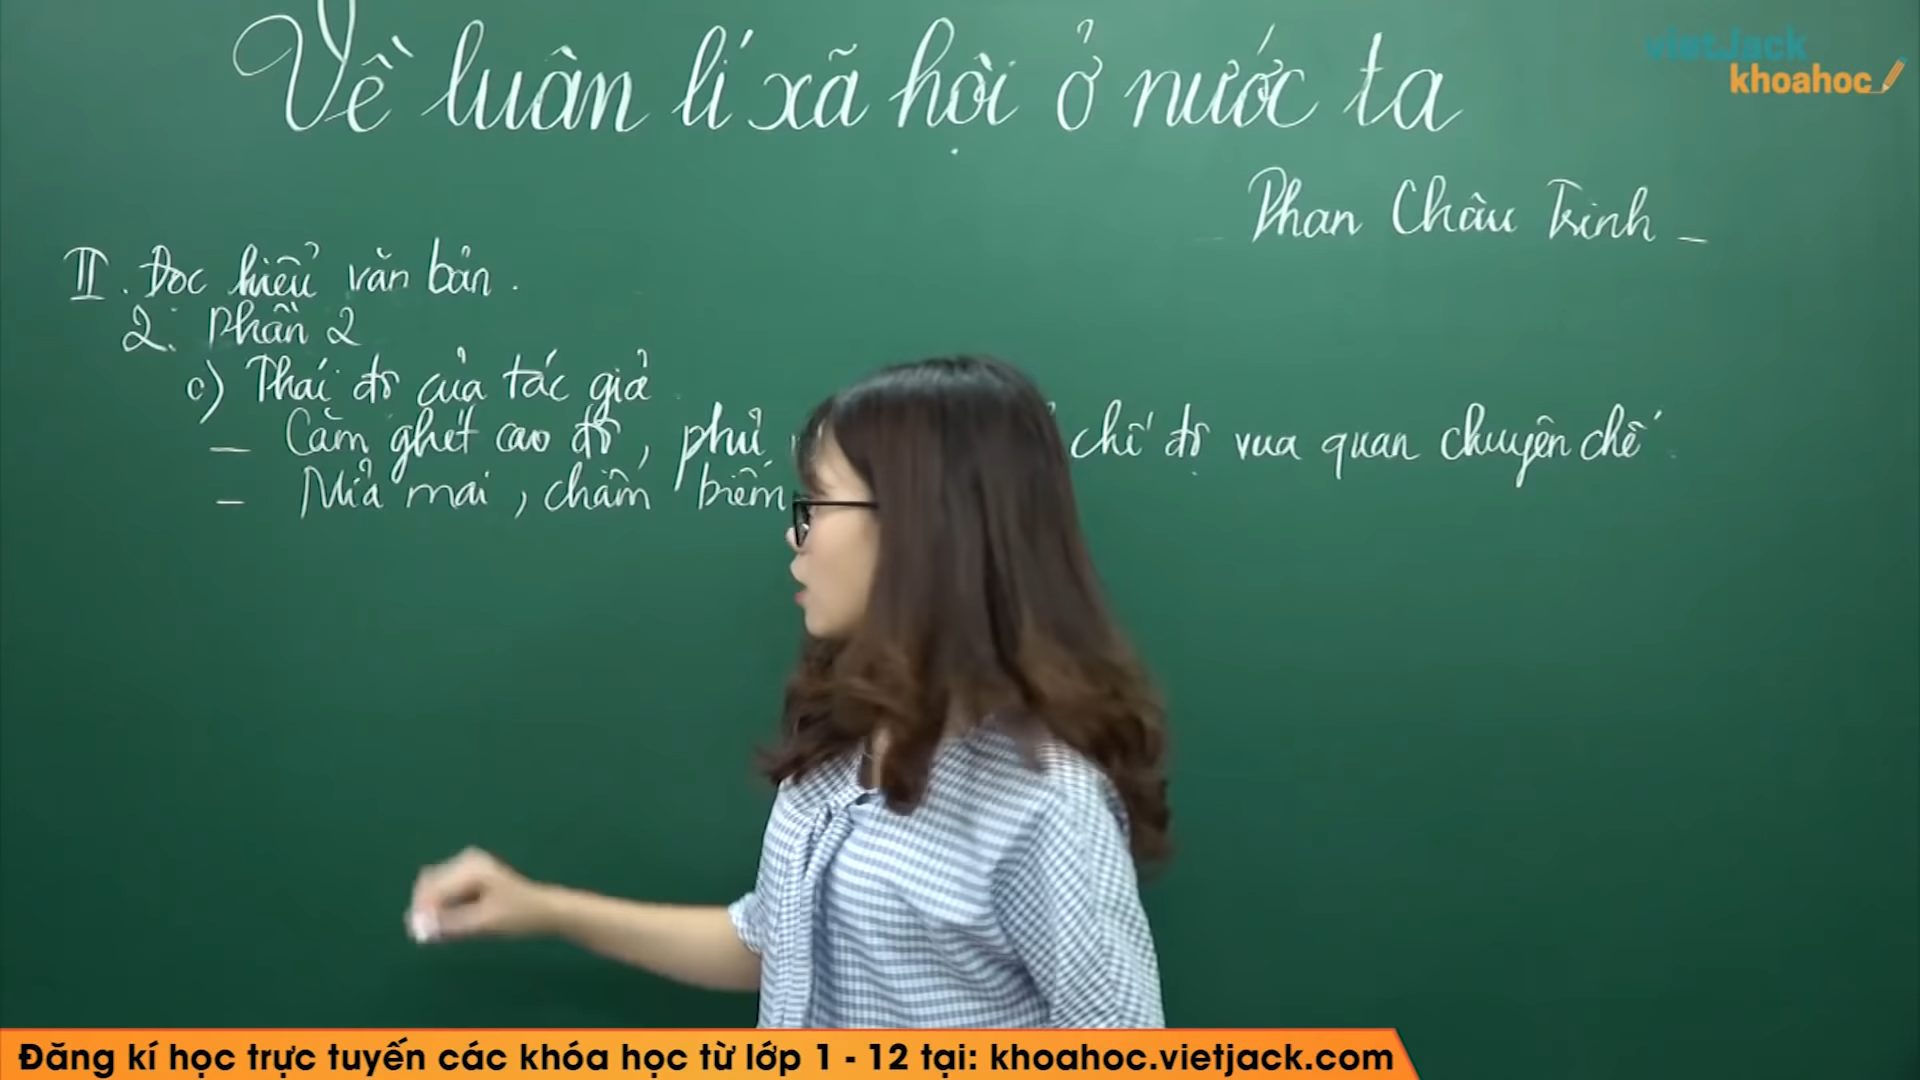 Về luân lí xã hội ở nước ta
vietJack
khoahoc
_ Phan Châu Trinh _
II. Đọc hiểu văn bản.
2. Phần 2
c) Thái độ của tác giả
- Căm ghét cao độ, phủ chế độ vua quan chuyên chế
- Mỉa mai, châm biếm
Đăng kí học trực tuyến các khóa học từ lớp 1 - 12 tại: khoahoc.vietjack.com